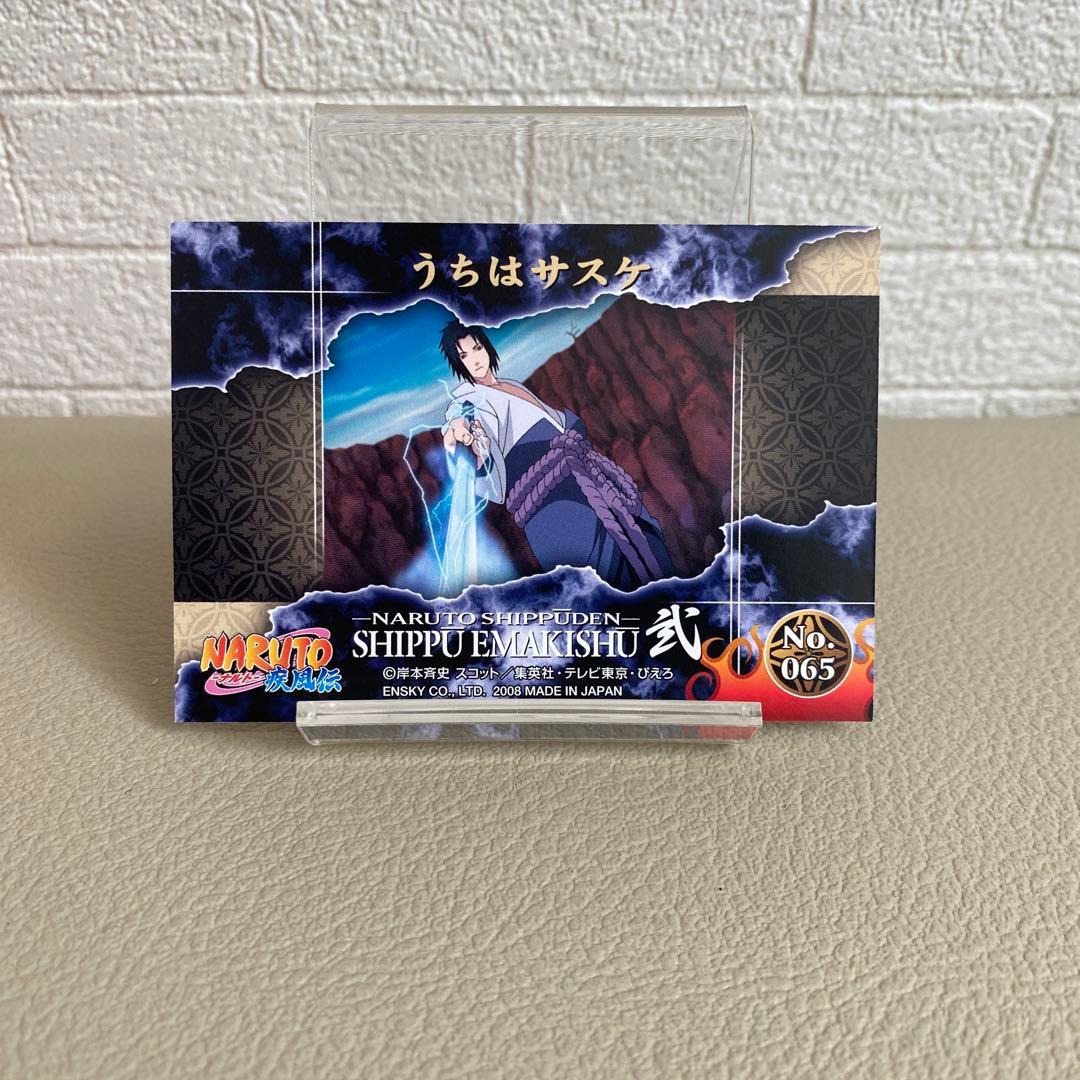 うちはサスケ
NARUTO SHIPPŪDEN
SHIPPŪ EMAKISHŪ 弐
NARUTO
ナルト
疾風伝
©岸本斉史 スコット/集英社・テレビ東京・ぴえろ
ENSKY CO., LTD. 2008 MADE IN JAPAN
No.
065